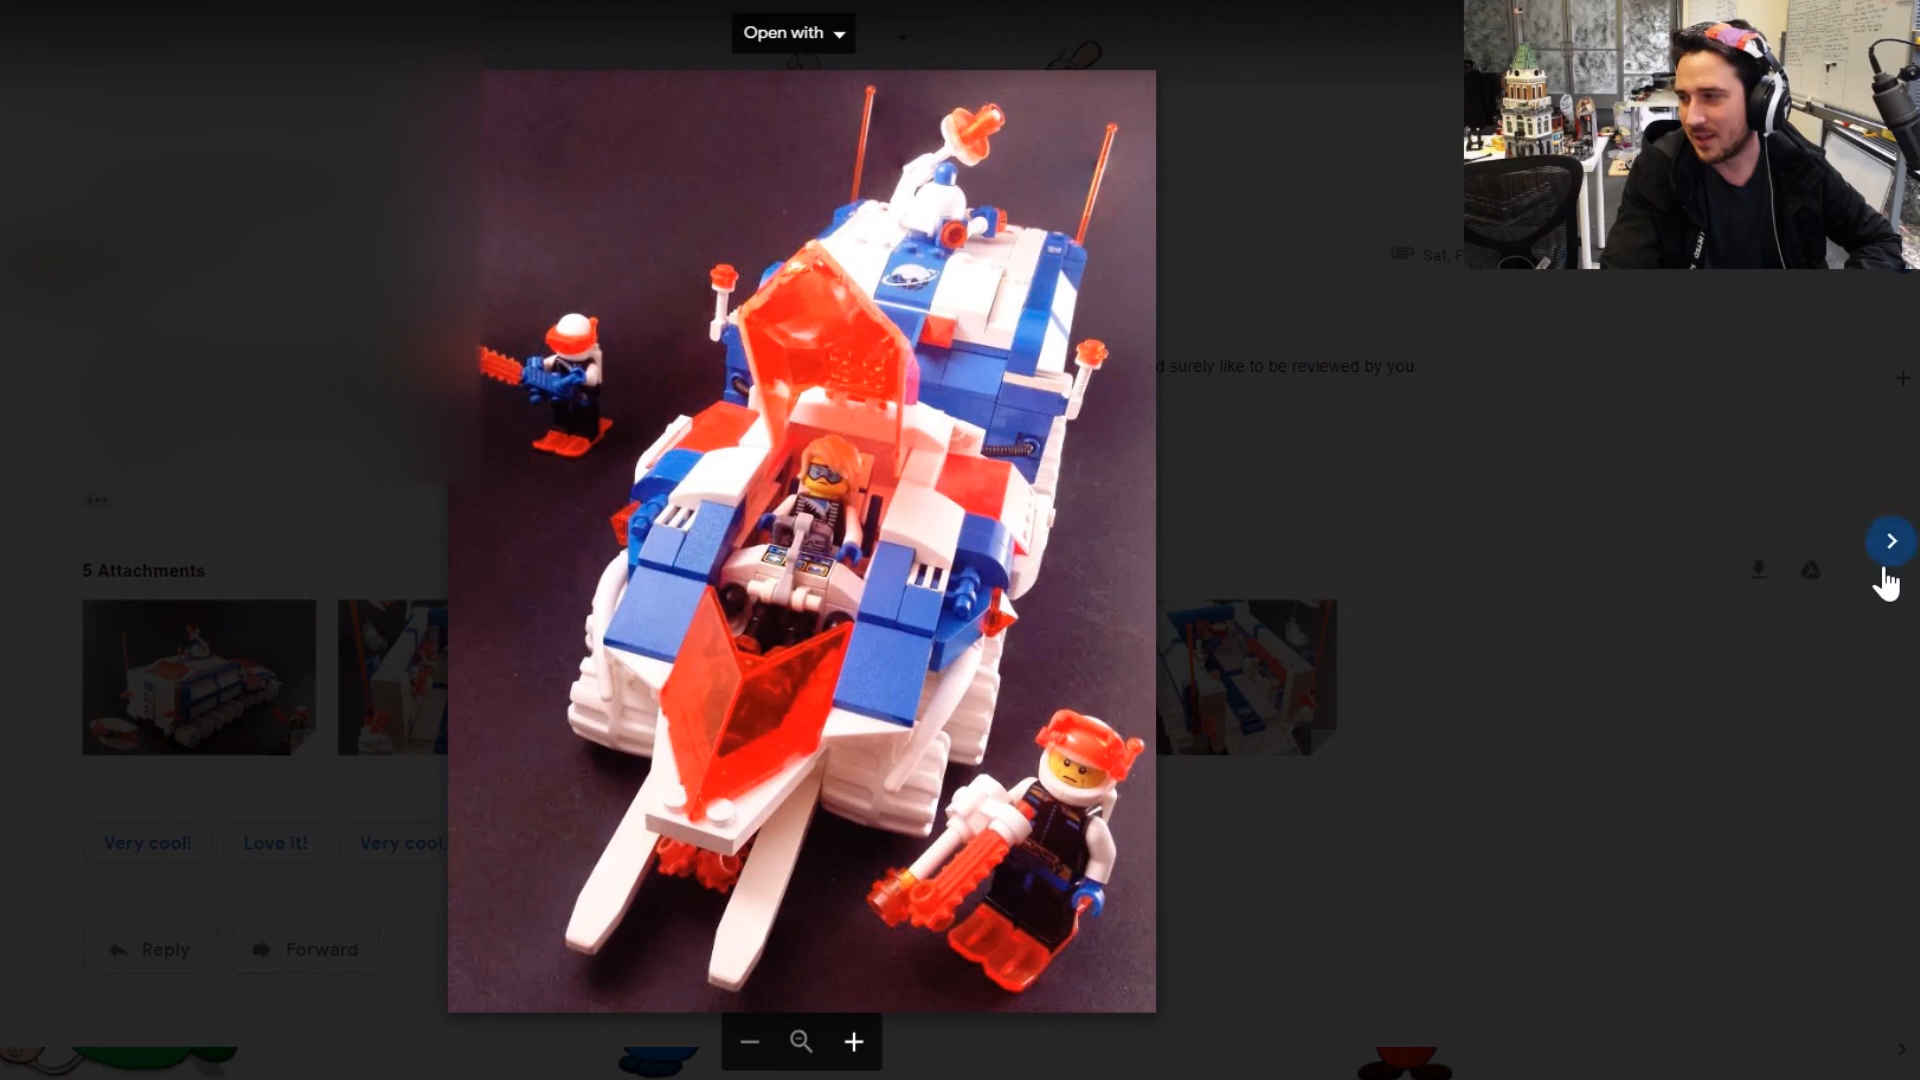 Open with
Sat, F
d surely like to be reviewed by you.
5 Attachments
Very cool!
Love it!
Very cool,
Reply
Forward